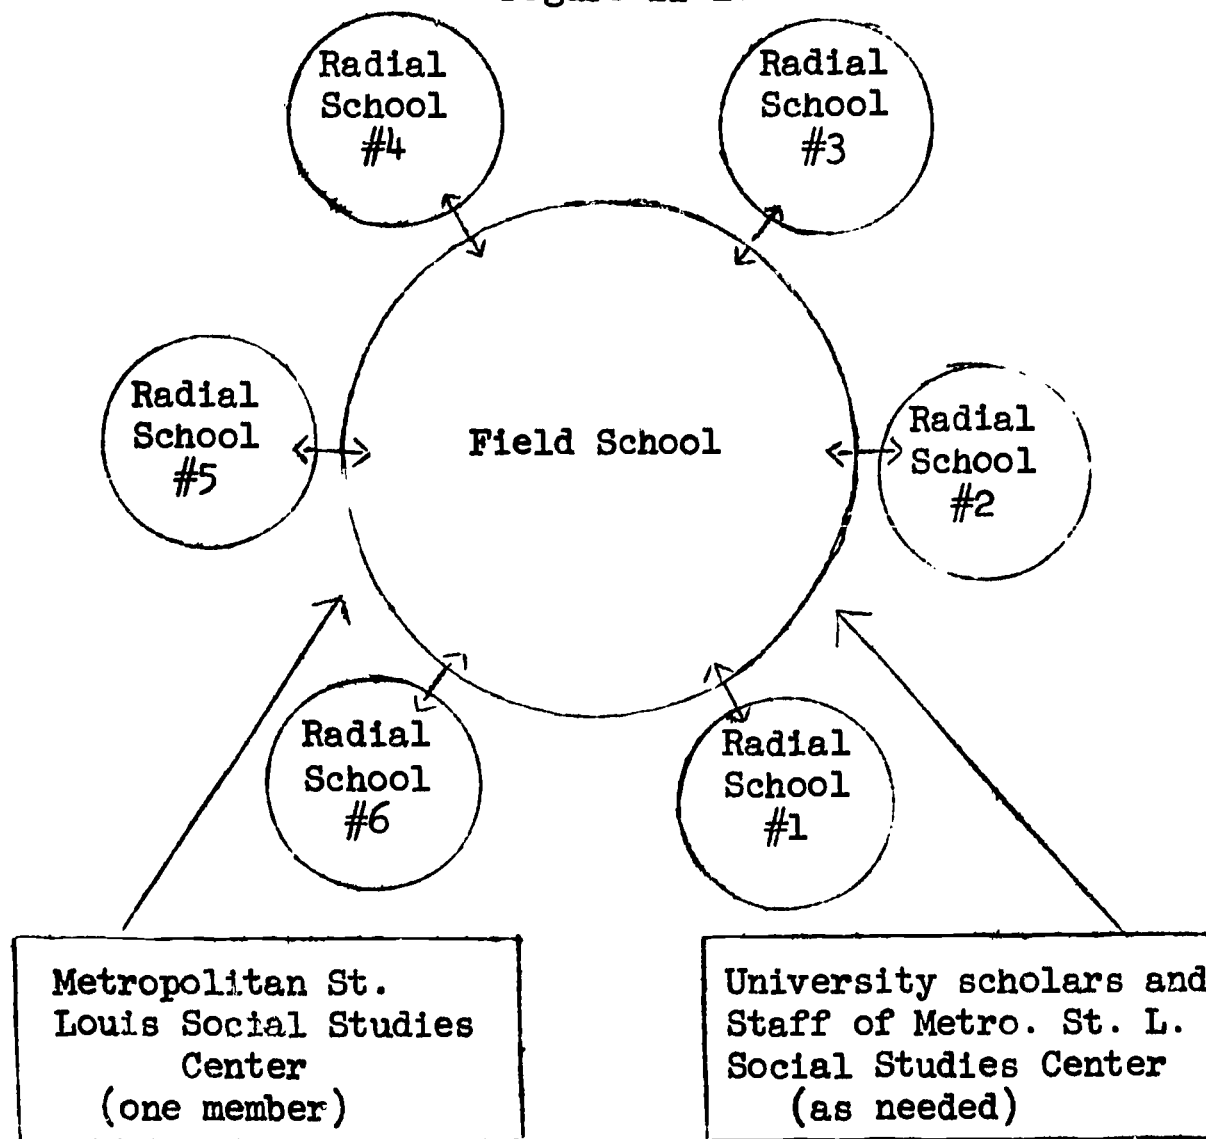 Radial
School
#4
Radial
School
#3
Radial
School
#5
Field School
Radial
School
#2
Radial
School
#6
Radial
School
#1
Metropolitan St.
Louis Social Studies
Center
(one member)
University scholars and
Staff of Metro. St. L.
Social Studies Center
(as needed)